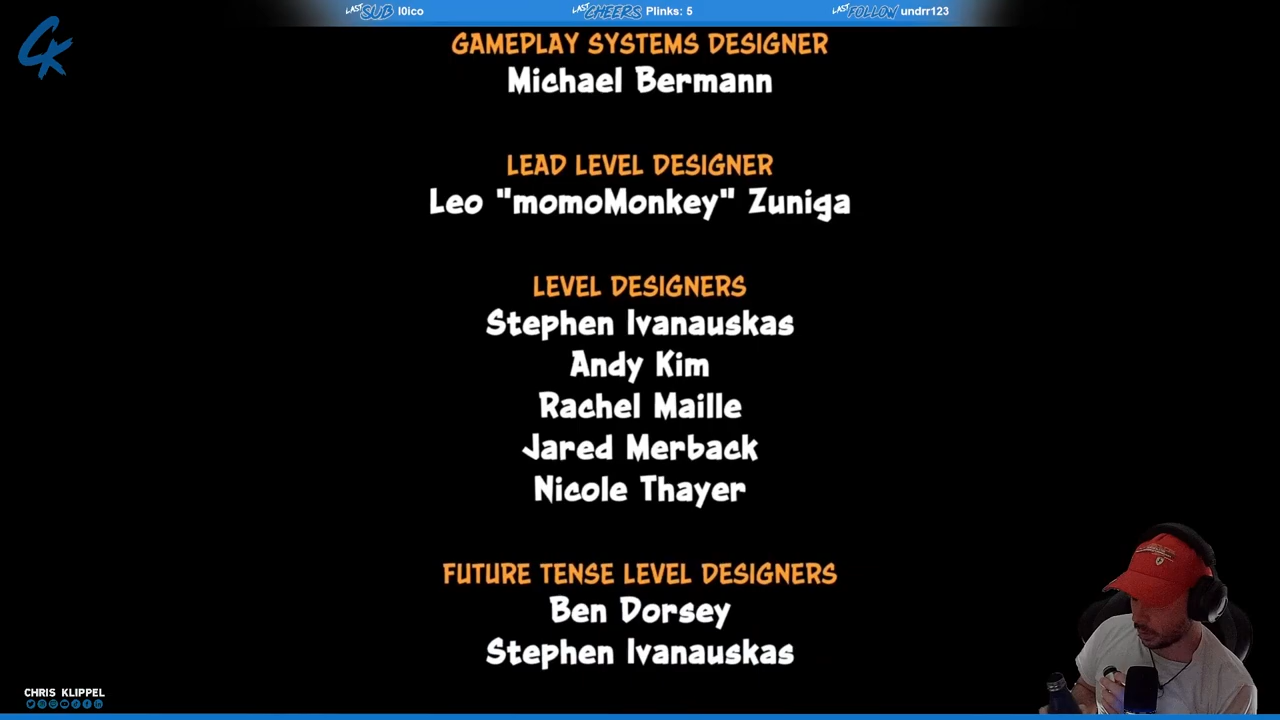 LAST SUB l0ico
LAST CHEERS Plinks: 5
LAST FOLLOW undrr123
CK
GAMEPLAY SYSTEMS DESIGNER
Michael Bermann
LEAD LEVEL DESIGNER
Leo "momoMonkey" Zuniga
LEVEL DESIGNERS
Stephen Ivanauskas
Andy Kim
Rachel Maille
Jared Merback
Nicole Thayer
FUTURE TENSE LEVEL DESIGNERS
Ben Dorsey
Stephen Ivanauskas
CHRIS KLIPPEL